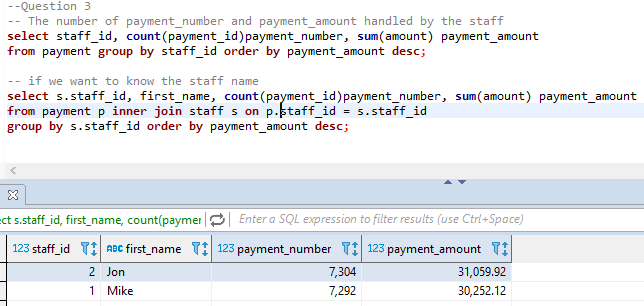 --Question 3
-- The number of payment_number and payment_amount handled by the staff
select staff_id, count(payment_id)payment_number, sum(amount) payment_amount
from payment group by staff_id order by payment_amount desc;
-- if we want to know the staff name
select s.staff_id, first_name, count(payment_id)payment_number, sum(amount) payment_amount
from payment p inner join staff s on p.staff_id = s.staff_id
group by s.staff_id order by payment_amount desc;
ect s.staff_id, first_name, count(paymer Enter a SQL expression to filter results (use Ctrl+Space)
123 staff_id ABC first_name 123 payment_number 123 payment_amount
2 Jon 7,304 31,059.92
1 Mike 7,292 30,252.12